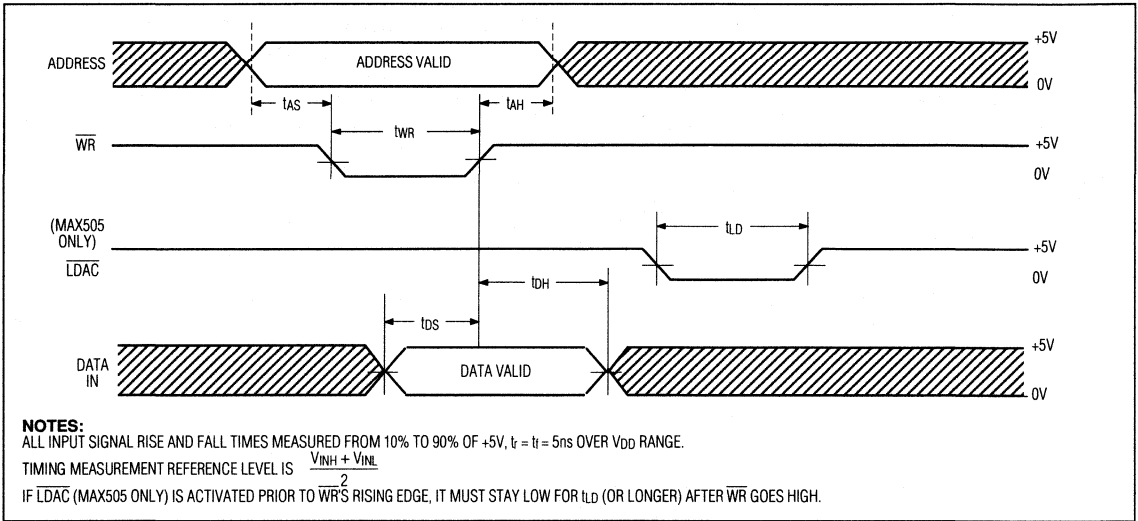 ADDRESS
ADDRESS VALID
+5V
0V
tAS
tAH
tWR
WR
+5V
0V
(MAX505
ONLY)
LDAC
tLD
+5V
0V
tDH
tDS
DATA
IN
DATA VALID
+5V
0V
NOTES:
ALL INPUT SIGNAL RISE AND FALL TIMES MEASURED FROM 10% TO 90% OF +5V, tr = tf = 5ns OVER VDD RANGE.
TIMING MEASUREMENT REFERENCE LEVEL IS VINH + VINL
2
IF LDAC (MAX505 ONLY) IS ACTIVATED PRIOR TO WR'S RISING EDGE, IT MUST STAY LOW FOR tLD (OR LONGER) AFTER WR GOES HIGH.